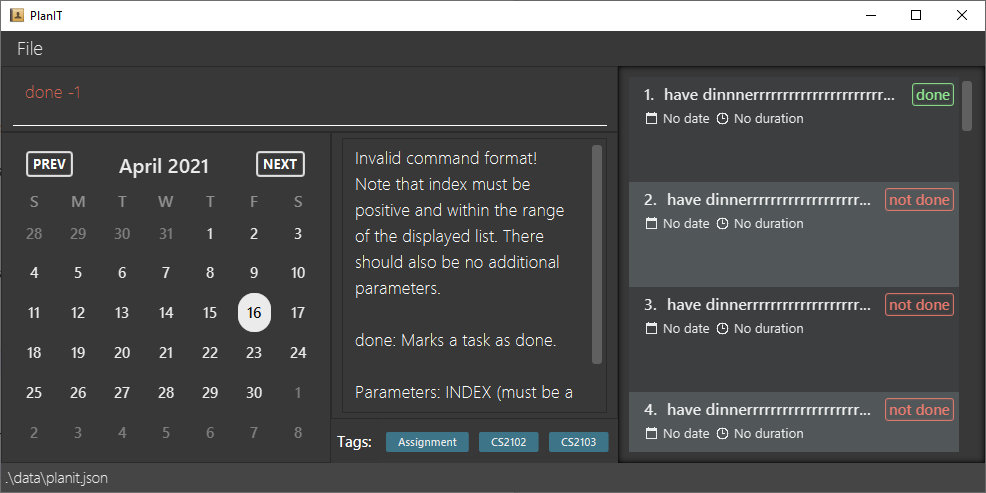 PlanIT
File
done -1
PREV April 2021 NEXT
S M T W T F S
28 29 30 31 1 2 3
4 5 6 7 8 9 10
11 12 13 14 15 16 17
18 19 20 21 22 23 24
25 26 27 28 29 30 1
2 3 4 5 6 7 8
Invalid command format!
Note that index must be
positive and within the range
of the displayed list. There
should also be no additional
parameters.
done: Marks a task as done.
Parameters: INDEX (must be a
Tags: Assignment CS2102 CS2103
1. have dinnnerrrrrrrrrrrrrrrrrrrrrr... done
No date No duration
2. have dinnerrrrrrrrrrrrrrrrrrrr... not done
No date No duration
3. have dinnerrrrrrrrrrrrrrrrrrrr... not done
No date No duration
4. have dinnerrrrrrrrrrrrrrrrrrrr... not done
No date No duration
.\data\planit.json